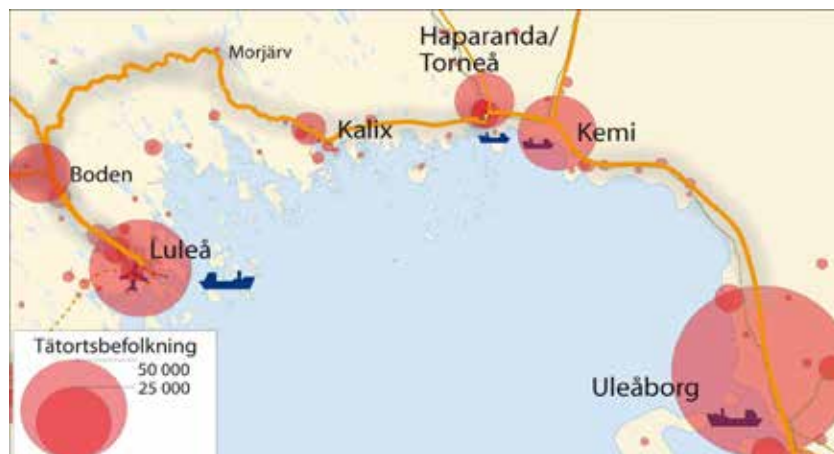 Haparanda/
Torneå
Morjärv
Kalix
Kemi
Boden
Luleå
Tätortsbefolkning
50 000
25 000
Uleåborg